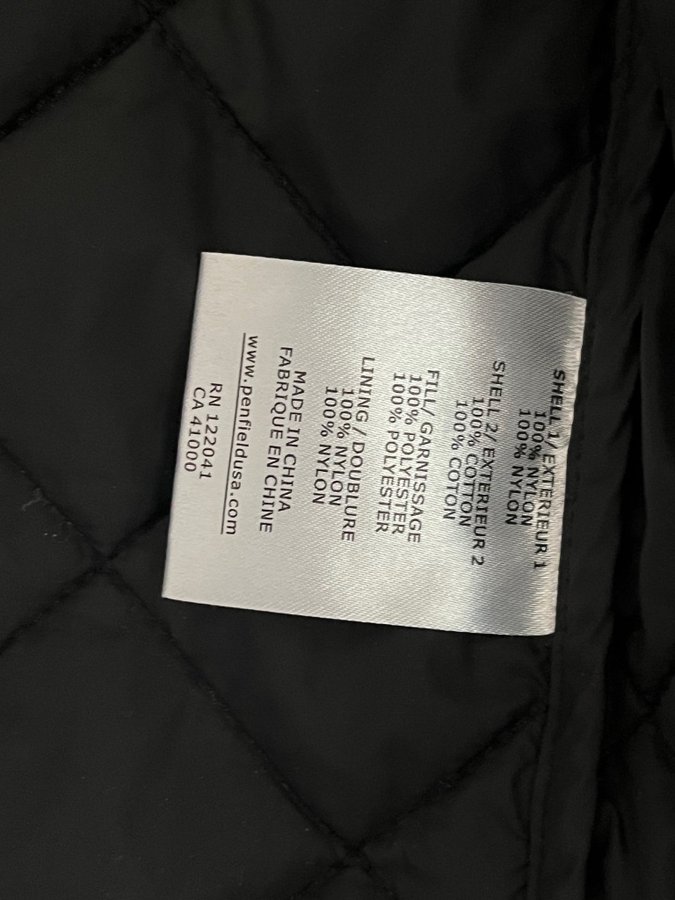 SHELL 1/ EXTERIEUR 1
100% NYLON
100% NYLON
SHELL 2/ EXTERIEUR 2
100% COTTON
100% COTON
FILL/ GARNISSAGE
100% POLYESTER
100% POLYESTER
LINING / DOUBLURE
100% NYLON
100% NYLON
MADE IN CHINA
FABRIQUE EN CHINE
www.penfieldusa.com
RN 122041
CA 41000